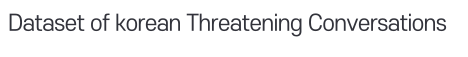 Dataset of korean Threatening Conversations